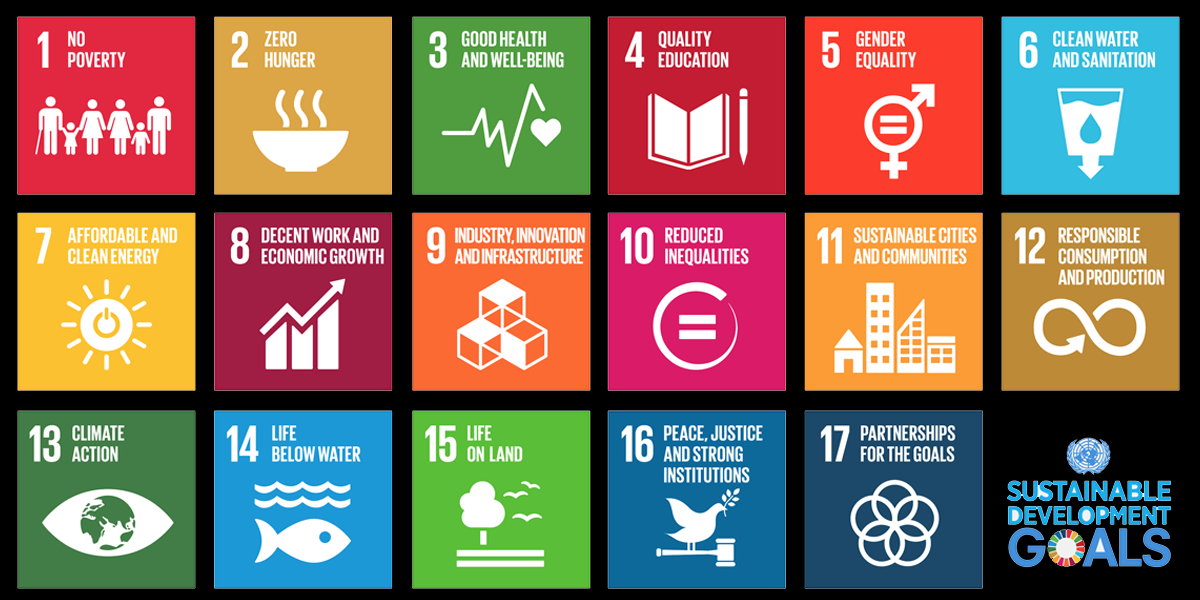 1 NO
POVERTY
2 ZERO
HUNGER
3 GOOD HEALTH
AND WELL-BEING
4 QUALITY
EDUCATION
5 GENDER
EQUALITY
6 CLEAN WATER
AND SANITATION
7 AFFORDABLE AND
CLEAN ENERGY
8 DECENT WORK AND
ECONOMIC GROWTH
9 INDUSTRY, INNOVATION
AND INFRASTRUCTURE
10 REDUCED
INEQUALITIES
11 SUSTAINABLE CITIES
AND COMMUNITIES
12 RESPONSIBLE
CONSUMPTION
AND PRODUCTION
13 CLIMATE
ACTION
14 LIFE
BELOW WATER
15 LIFE
ON LAND
16 PEACE, JUSTICE
AND STRONG
INSTITUTIONS
17 PARTNERSHIPS
FOR THE GOALS
SUSTAINABLE
DEVELOPMENT
GOALS